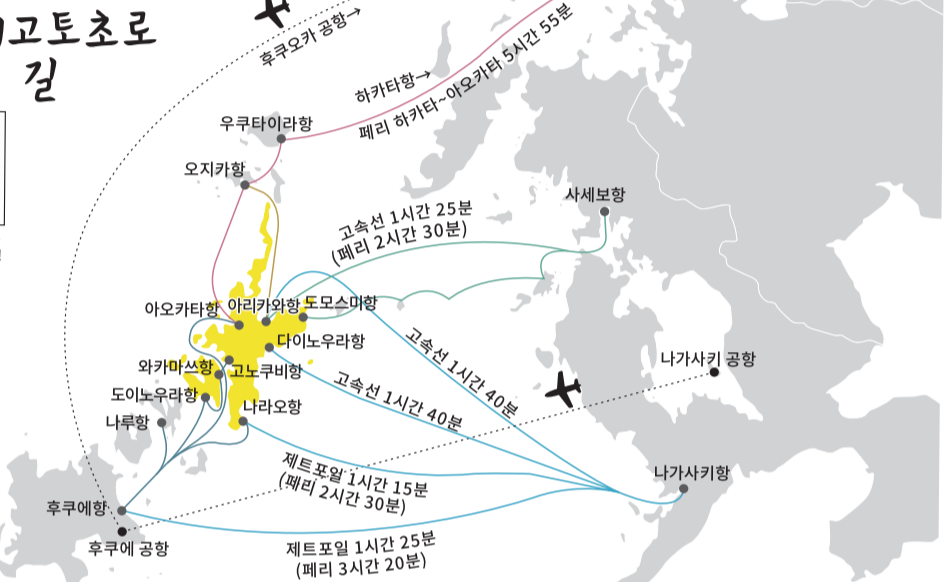 고토초로
길
후쿠오카 공항→
하카타항→
페리 하카타~아오카타 5시간 55분
우쿠타이라항
오지카항
사세보항
고속선 1시간 25분
(페리 2시간 30분)
아오카타항
아리카와항
도모스미항
다이노우라항
와카마쓰항
고노쿠비항
도이노우라항
나라오항
나루항
고속선 1시간 40분
고속선 1시간 40분
나가사키 공항
제트포일 1시간 15분
(페리 2시간 30분)
나가사키항
후쿠에항
후쿠에 공항
제트포일 1시간 25분
(페리 3시간 20분)